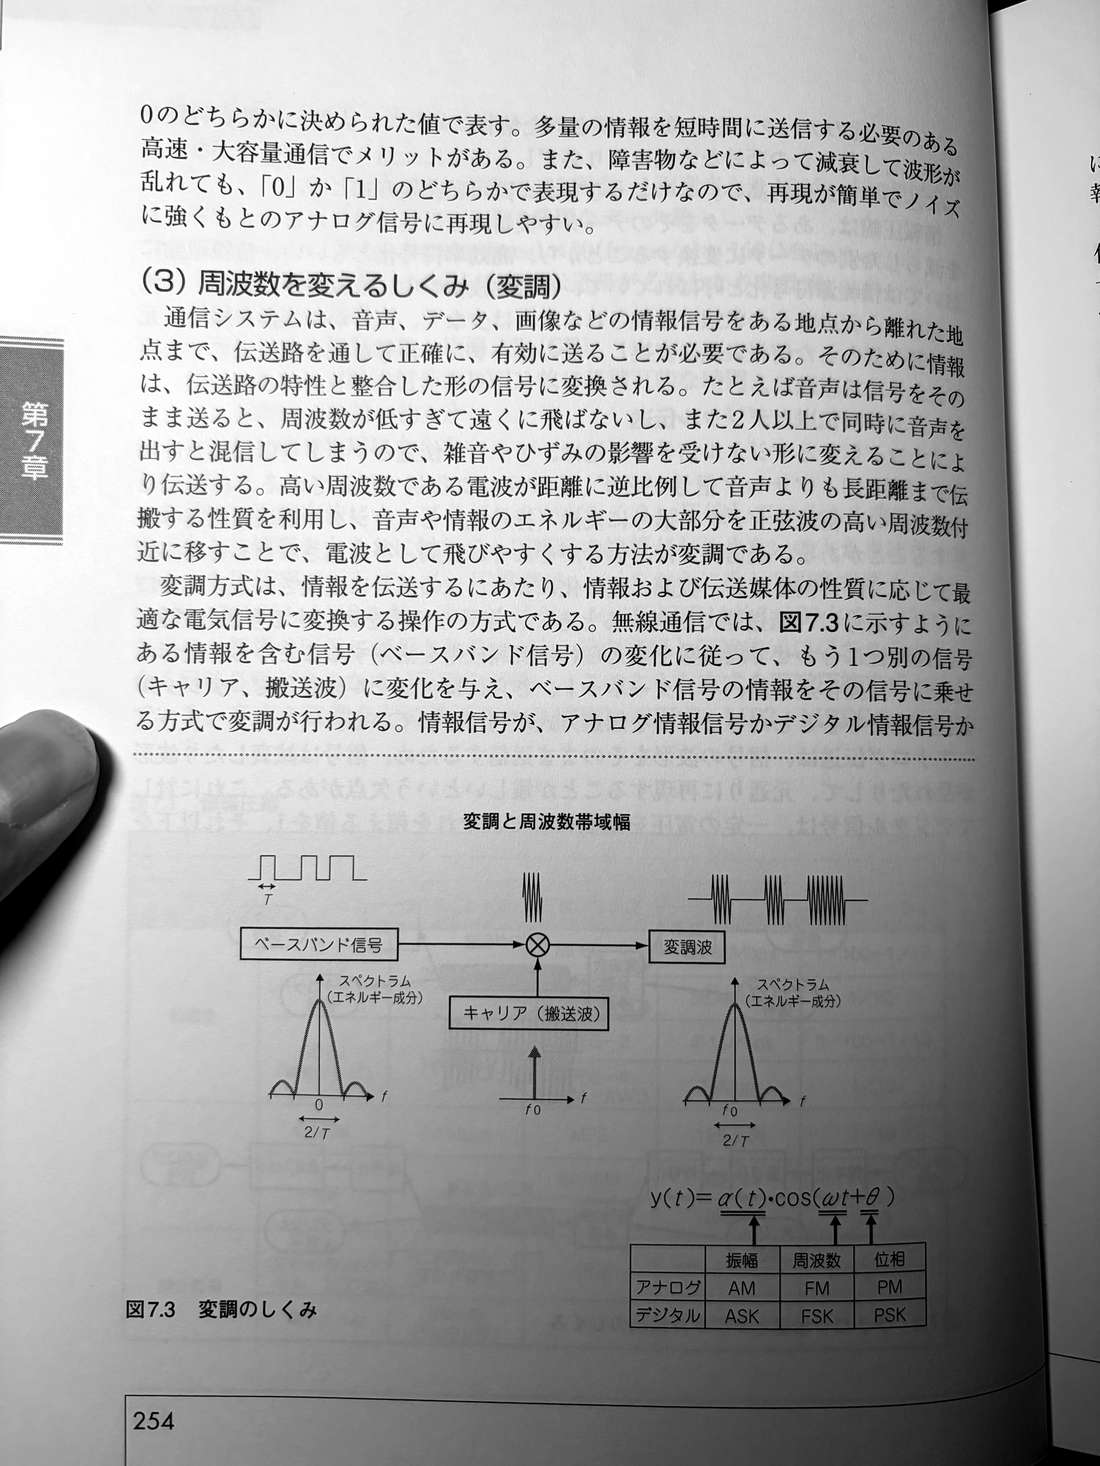 0のどちらかに決められた値で表す。多量の情報を短時間に送信する必要のある
高速・大容量通信でメリットがある。また、障害物などによって減衰して波形が
乱れても、「0」か「1」のどちらかで表現するだけなので、再現が簡単でノイズ
に強くもとのアナログ信号に再現しやすい。
(3) 周波数を変えるしくみ（変調）
通信システムは、音声、データ、画像などの情報信号をある地点から離れた地
点まで、伝送路を通して正確に、有効に送ることが必要である。そのために情報
は、伝送路の特性と整合した形の信号に変換される。たとえば音声は信号をその
まま送ると、周波数が低すぎて遠くに飛ばないし、また2人以上で同時に音声を
出すと混信してしまうので、雑音やひずみの影響を受けない形に変えることによ
り伝送する。高い周波数である電波が距離に逆比例して音声よりも長距離まで伝
搬する性質を利用し、音声や情報のエネルギーの大部分を正弦波の高い周波数付
近に移すことで、電波として飛びやすくする方法が変調である。
変調方式は、情報を伝送するにあたり、情報および伝送媒体の性質に応じて最
適な電気信号に変換する操作の方式である。無線通信では、図7.3に示すように
ある情報を含む信号（ベースバンド信号）の変化に従って、もう1つ別の信号
（キャリア、搬送波）に変化を与え、ベースバンド信号の情報をその信号に乗せ
る方式で変調が行われる。情報信号が、アナログ情報信号かデジタル情報信号か
第7章
変調と周波数帯域幅
T
ベースバンド信号
変調波
キャリア（搬送波）
スペクトラム
（エネルギー成分）
0
f
2/T
f0
f
スペクトラム
（エネルギー成分）
f0
f
2/T
y(t)=α(t)•cos(ωt+θ)
振幅 周波数 位相
アナログ AM FM PM
デジタル ASK FSK PSK
図7.3 変調のしくみ
254